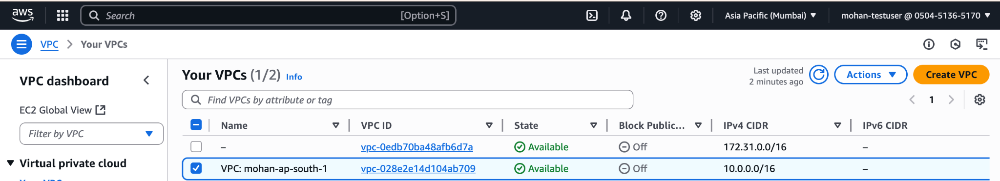 aws
Search [Option+S]
Asia Pacific (Mumbai)
mohan-testuser @ 0504-5136-5170
VPC
Your VPCs
VPC dashboard
EC2 Global View
Filter by VPC
Virtual private cloud
Your VPCs (1/2) Info
Last updated
2 minutes ago
Actions
Create VPC
Find VPCs by attribute or tag
1
Name VPC ID State Block Public... IPv4 CIDR IPv6 CIDR
– vpc-0edb70ba48afb6d7a Available Off 172.31.0.0/16 –
VPC: mohan-ap-south-1 vpc-028e2e14d104ab709 Available Off 10.0.0.0/16 –